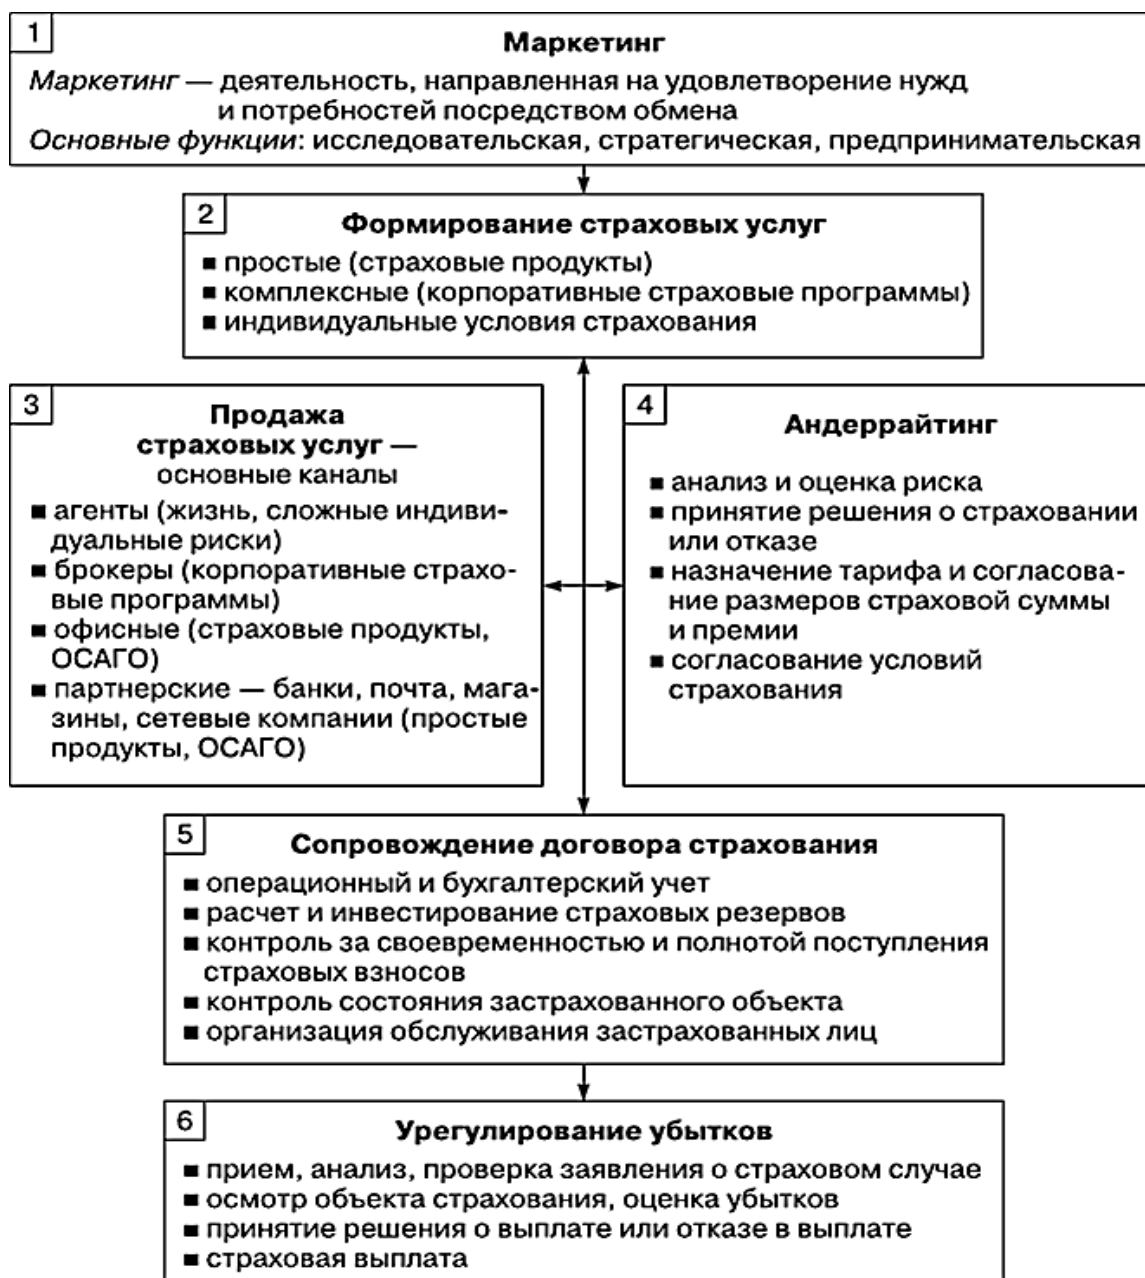 1
Маркетинг
Маркетинг — деятельность, направленная на удовлетворение нужд
и потребностей посредством обмена
Основные функции: исследовательская, стратегическая, предпринимательская
2
Формирование страховых услуг
■ простые (страховые продукты)
■ комплексные (корпоративные страховые программы)
■ индивидуальные условия страхования
3
Продажа
страховых услуг —
основные каналы
■ агенты (жизнь, сложные индиви-
дуальные риски)
■ брокеры (корпоративные страхо-
вые программы)
■ офисные (страховые продукты,
ОСАГО)
■ партнерские — банки, почта, мага-
зины, сетевые компании (простые
продукты, ОСАГО)
4
Андеррайтинг
■ анализ и оценка риска
■ принятие решения о страховании
или отказе
■ назначение тарифа и согласова-
ние размеров страховой суммы
и премии
■ согласование условий
страхования
5
Сопровождение договора страхования
■ операционный и бухгалтерский учет
■ расчет и инвестирование страховых резервов
■ контроль за своевременностью и полнотой поступления
страховых взносов
■ контроль состояния застрахованного объекта
■ организация обслуживания застрахованных лиц
6
Урегулирование убытков
■ прием, анализ, проверка заявления о страховом случае
■ осмотр объекта страхования, оценка убытков
■ принятие решения о выплате или отказе в выплате
■ страховая выплата